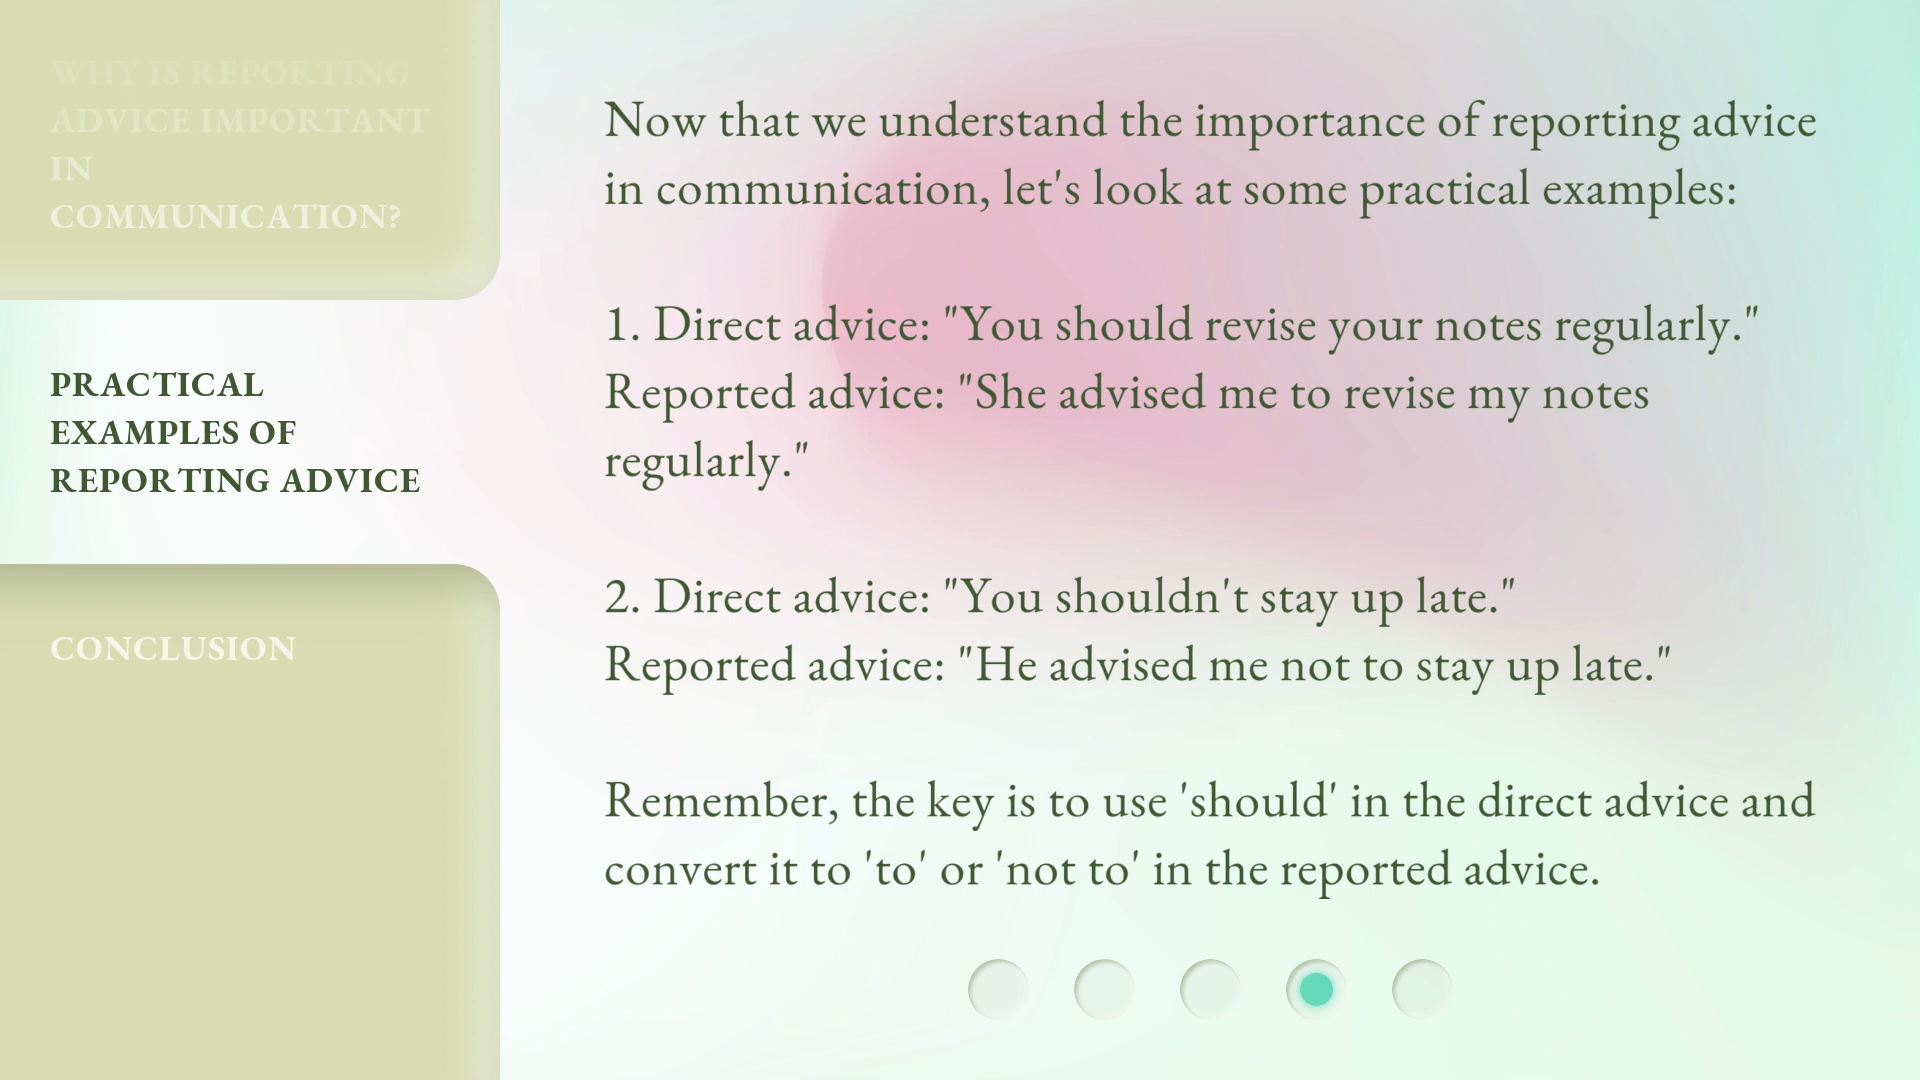 WHY IS REPORTING
ADVICE IMPORTANT
IN
COMMUNICATION?
PRACTICAL
EXAMPLES OF
REPORTING ADVICE
CONCLUSION
Now that we understand the importance of reporting advice
in communication, let's look at some practical examples:
1. Direct advice: "You should revise your notes regularly."
Reported advice: "She advised me to revise my notes
regularly."
2. Direct advice: "You shouldn't stay up late."
Reported advice: "He advised me not to stay up late."
Remember, the key is to use 'should' in the direct advice and
convert it to 'to' or 'not to' in the reported advice.